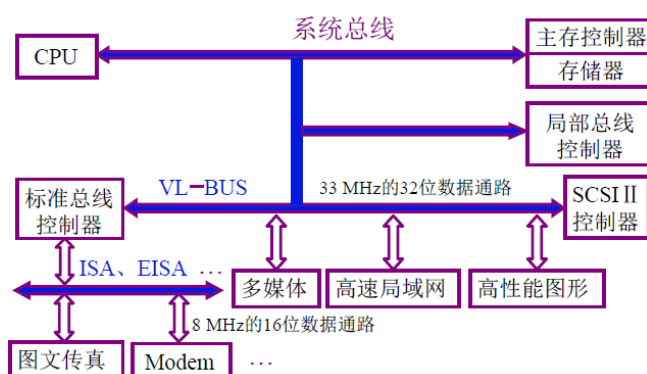 系统总线
CPU
主存控制器
存储器
局部总线
控制器
VL-BUS
33 MHz的32位数据通路
标准总线
控制器
SCSIⅡ
控制器
ISA、EISA …
多媒体
高速局域网
高性能图形
8 MHz的16位数据通路
图文传真
Modem
…